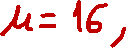 μ = 16,